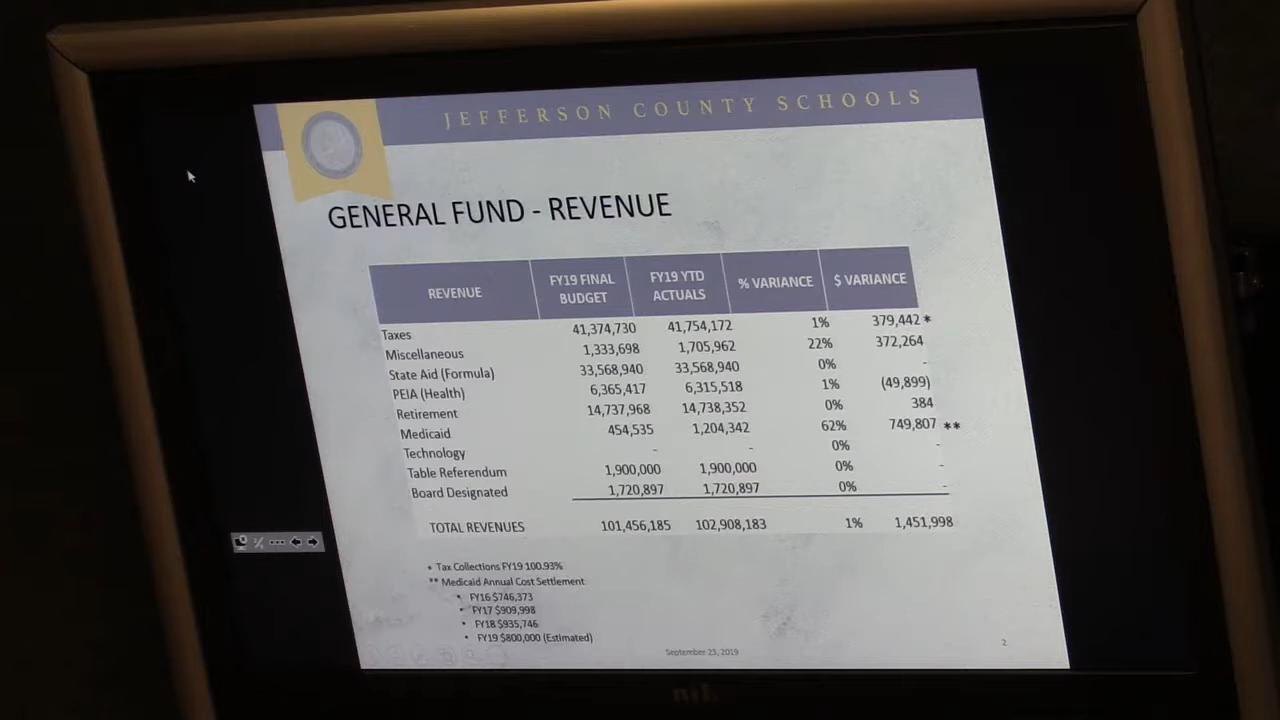 JEFFERSON COUNTY SCHOOLS
GENERAL FUND - REVENUE
REVENUE FY19 FINAL BUDGET FY19 YTD ACTUALS % VARIANCE $ VARIANCE
Taxes 41,374,730 41,754,172 1% 379,442 *
Miscellaneous 1,333,698 1,705,962 22% 372,264
State Aid (Formula) 33,568,940 33,568,940 0% -
PEIA (Health) 6,365,417 6,315,518 1% (49,899)
Retirement 14,737,968 14,738,352 0% 384
Medicaid 454,535 1,204,342 62% 749,807 **
Technology - - 0% -
Table Referendum 1,900,000 1,900,000 0% -
Board Designated 1,720,897 1,720,897 0% -
TOTAL REVENUES 101,456,185 102,908,183 1% 1,451,998
* Tax Collections FY19 100.93%
** Medicaid Annual Cost Settlement
• FY16 $746,373
• FY17 $909,998
• FY18 $935,746
• FY19 $800,000 (Estimated)
September 23, 2019
2